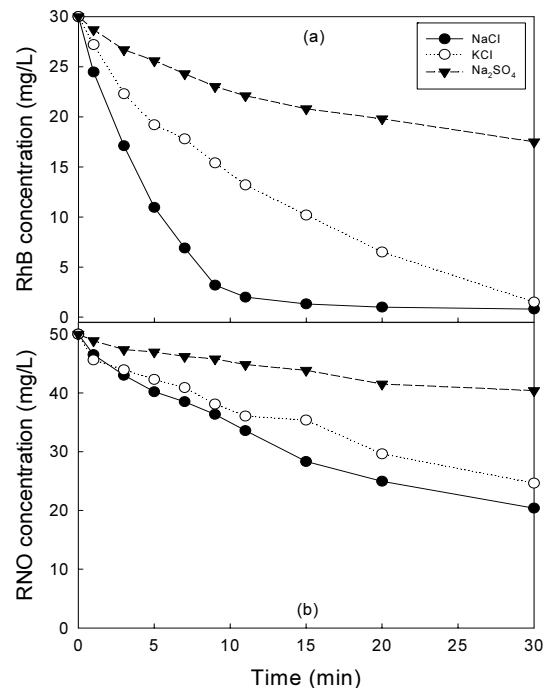 (a)
NaCl
KCl
Na₂SO₄
RhB concentration (mg/L)
30
25
20
15
10
5
0
RNO concentration (mg/L)
50
40
30
20
10
0
(b)
0 5 10 15 20 25 30
Time (min)